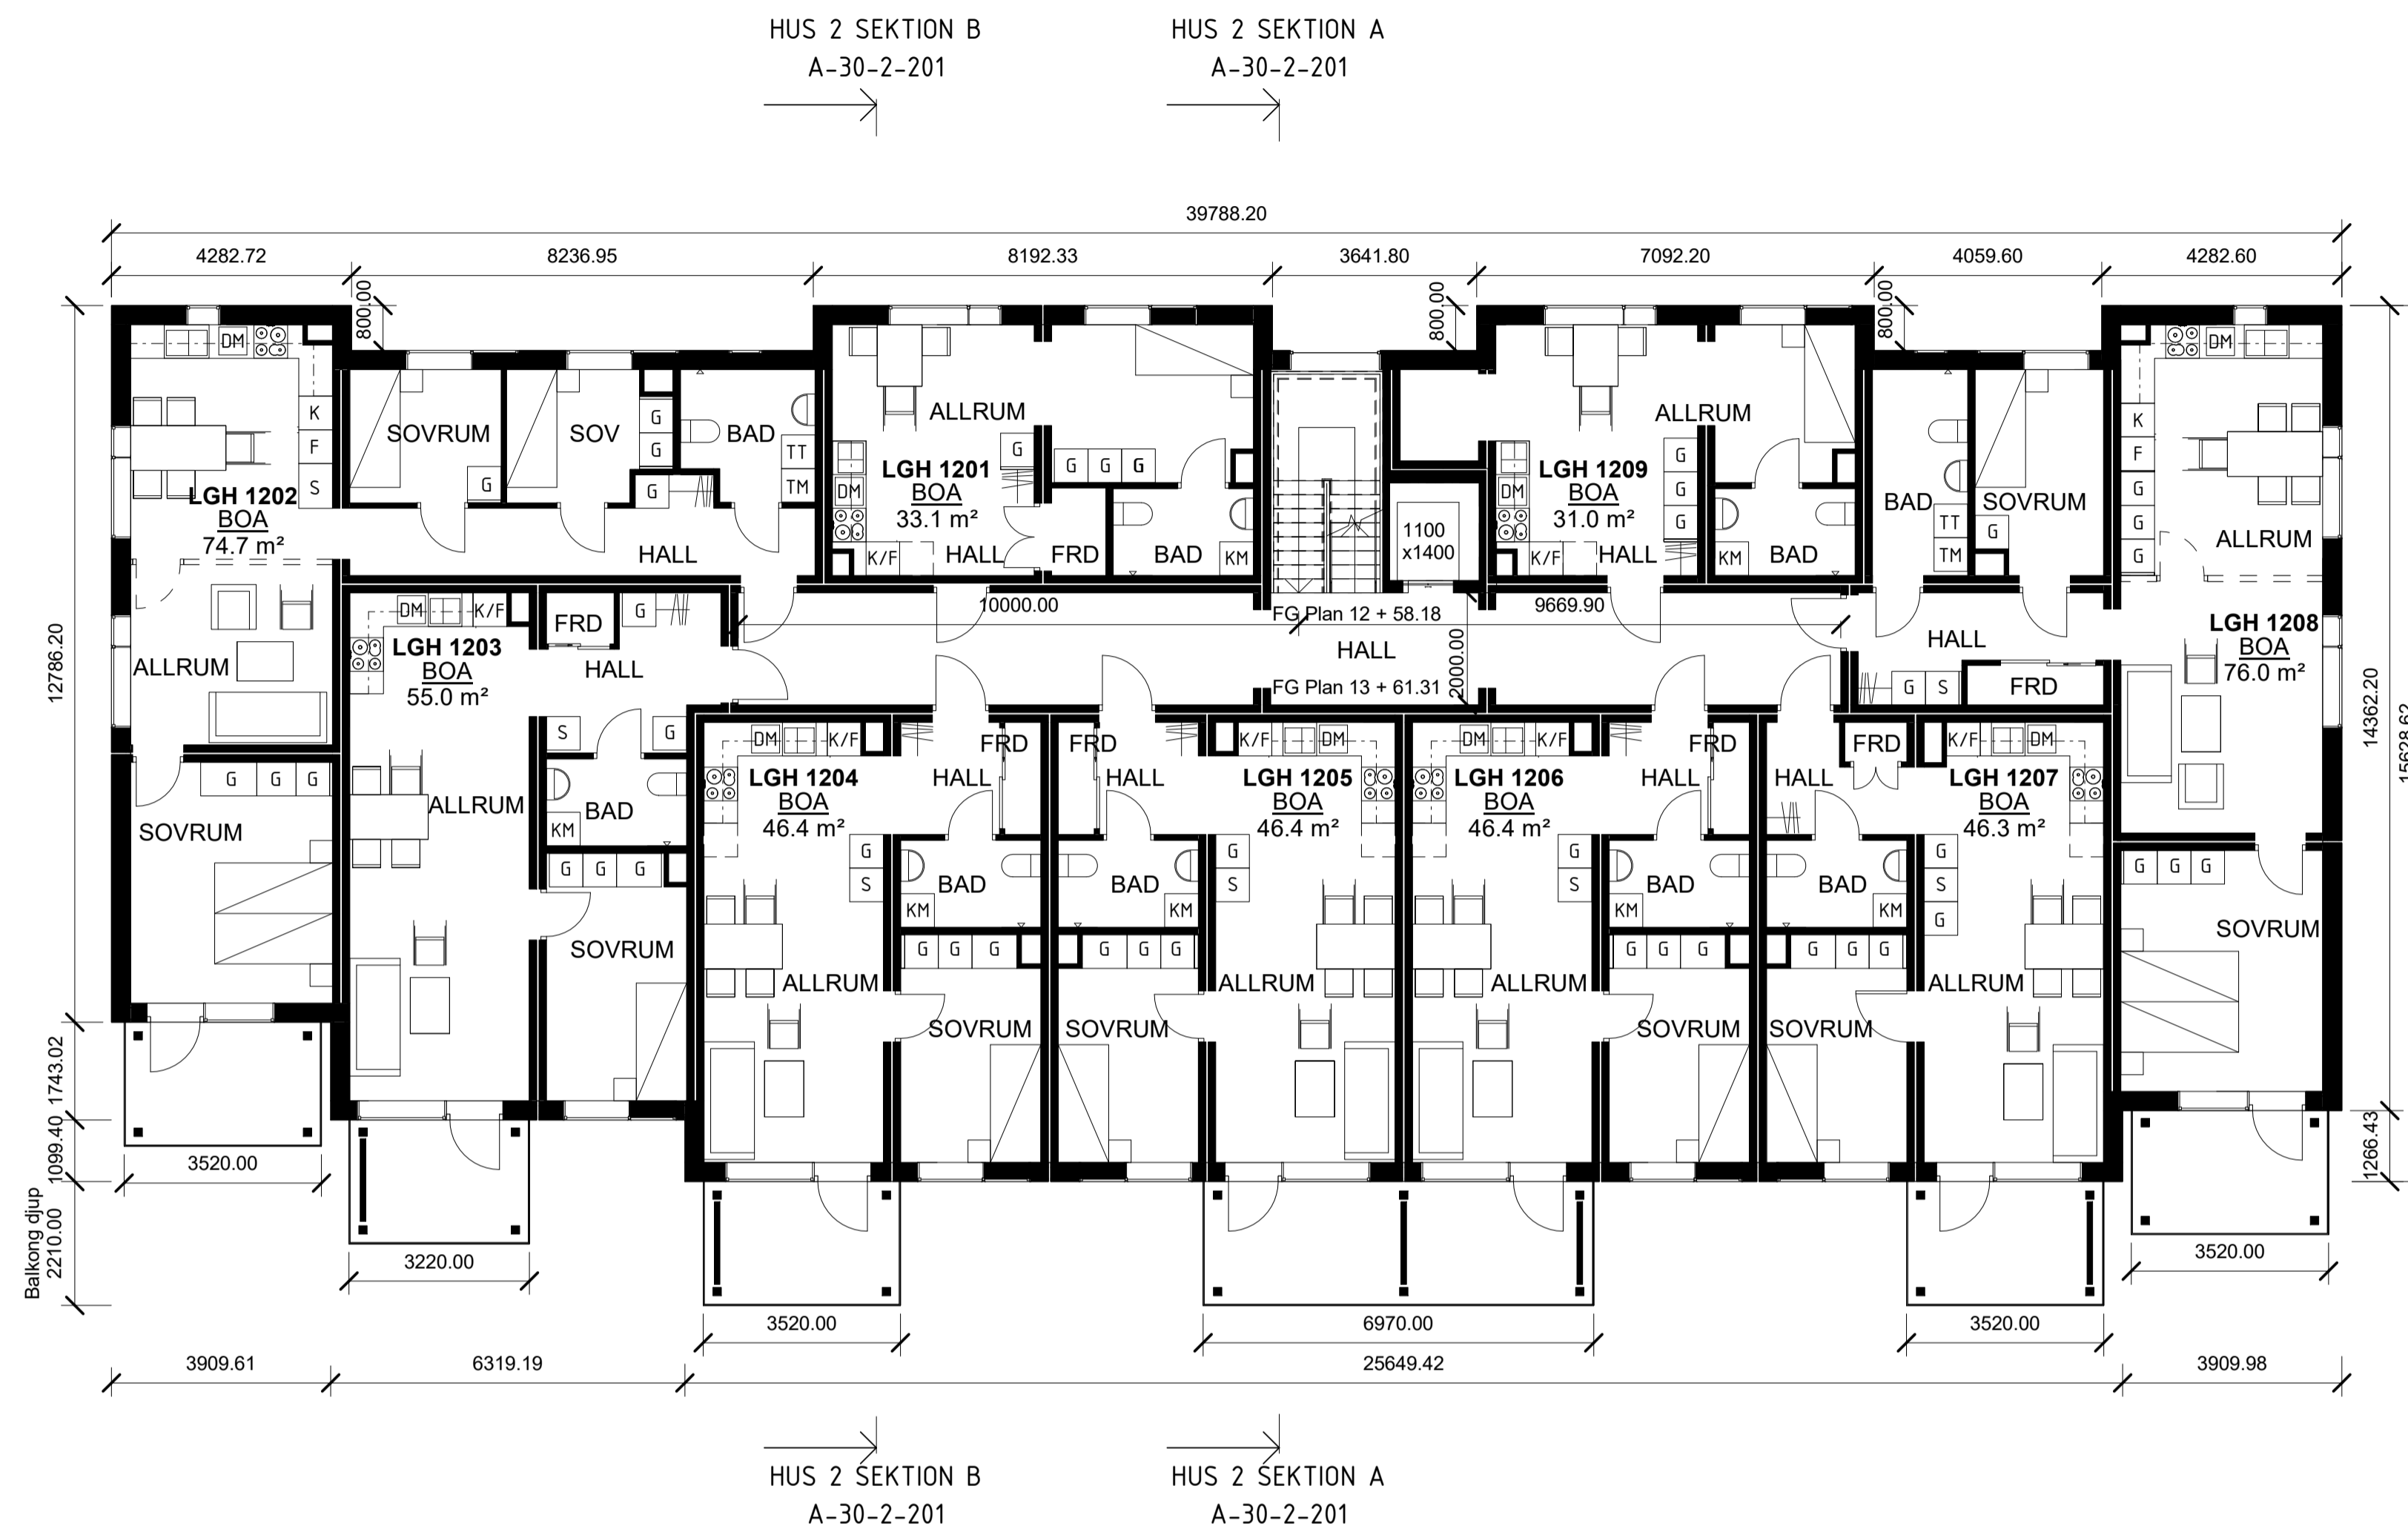 HUS 2 SEKTION B
A-30-2-201
HUS 2 SEKTION A
A-30-2-201
39788.20
4282.72
8236.95
8192.33
3641.80
7092.20
4059.60
4282.60
800.00
800.00
800.00
12786.20
1743.02
1099.40
Balkong djup
2210.00
14362.20
1266.43
LGH 1202
BOA
74.7 m²
DM
K
F
S
ALLRUM
SOVRUM
G
G
G
SOVRUM
G
SOV
G
G
G
BAD
TT
TM
HALL
LGH 1201
BOA
33.1 m²
ALLRUM
DM
K/F
HALL
G
FRD
G
G
G
BAD
KM
1100
x1400
LGH 1209
BOA
31.0 m²
ALLRUM
DM
K/F
HALL
G
G
G
BAD
KM
BAD
TT
TM
SOVRUM
G
HALL
G
S
FRD
LGH 1208
BOA
76.0 m²
DM
K
F
G
G
G
ALLRUM
G
G
G
SOVRUM
10000.00
9669.90
2000.00
FG Plan 12 + 58.18
HALL
FG Plan 13 + 61.31
LGH 1203
BOA
55.0 m²
DM
K/F
FRD
G
HALL
S
G
ALLRUM
BAD
KM
G
G
G
SOVRUM
LGH 1204
BOA
46.4 m²
DM
K/F
FRD
HALL
G
S
BAD
KM
G
G
G
ALLRUM
SOVRUM
LGH 1205
BOA
46.4 m²
FRD
HALL
K/F
DM
G
S
BAD
KM
G
G
G
ALLRUM
SOVRUM
LGH 1206
BOA
46.4 m²
DM
K/F
FRD
HALL
G
S
BAD
KM
G
G
G
ALLRUM
SOVRUM
LGH 1207
BOA
46.3 m²
FRD
HALL
K/F
DM
G
S
G
BAD
KM
G
G
G
ALLRUM
SOVRUM
3520.00
3220.00
3520.00
6970.00
3520.00
3520.00
3909.61
6319.19
25649.42
3909.98
HUS 2 SEKTION B
A-30-2-201
HUS 2 SEKTION A
A-30-2-201